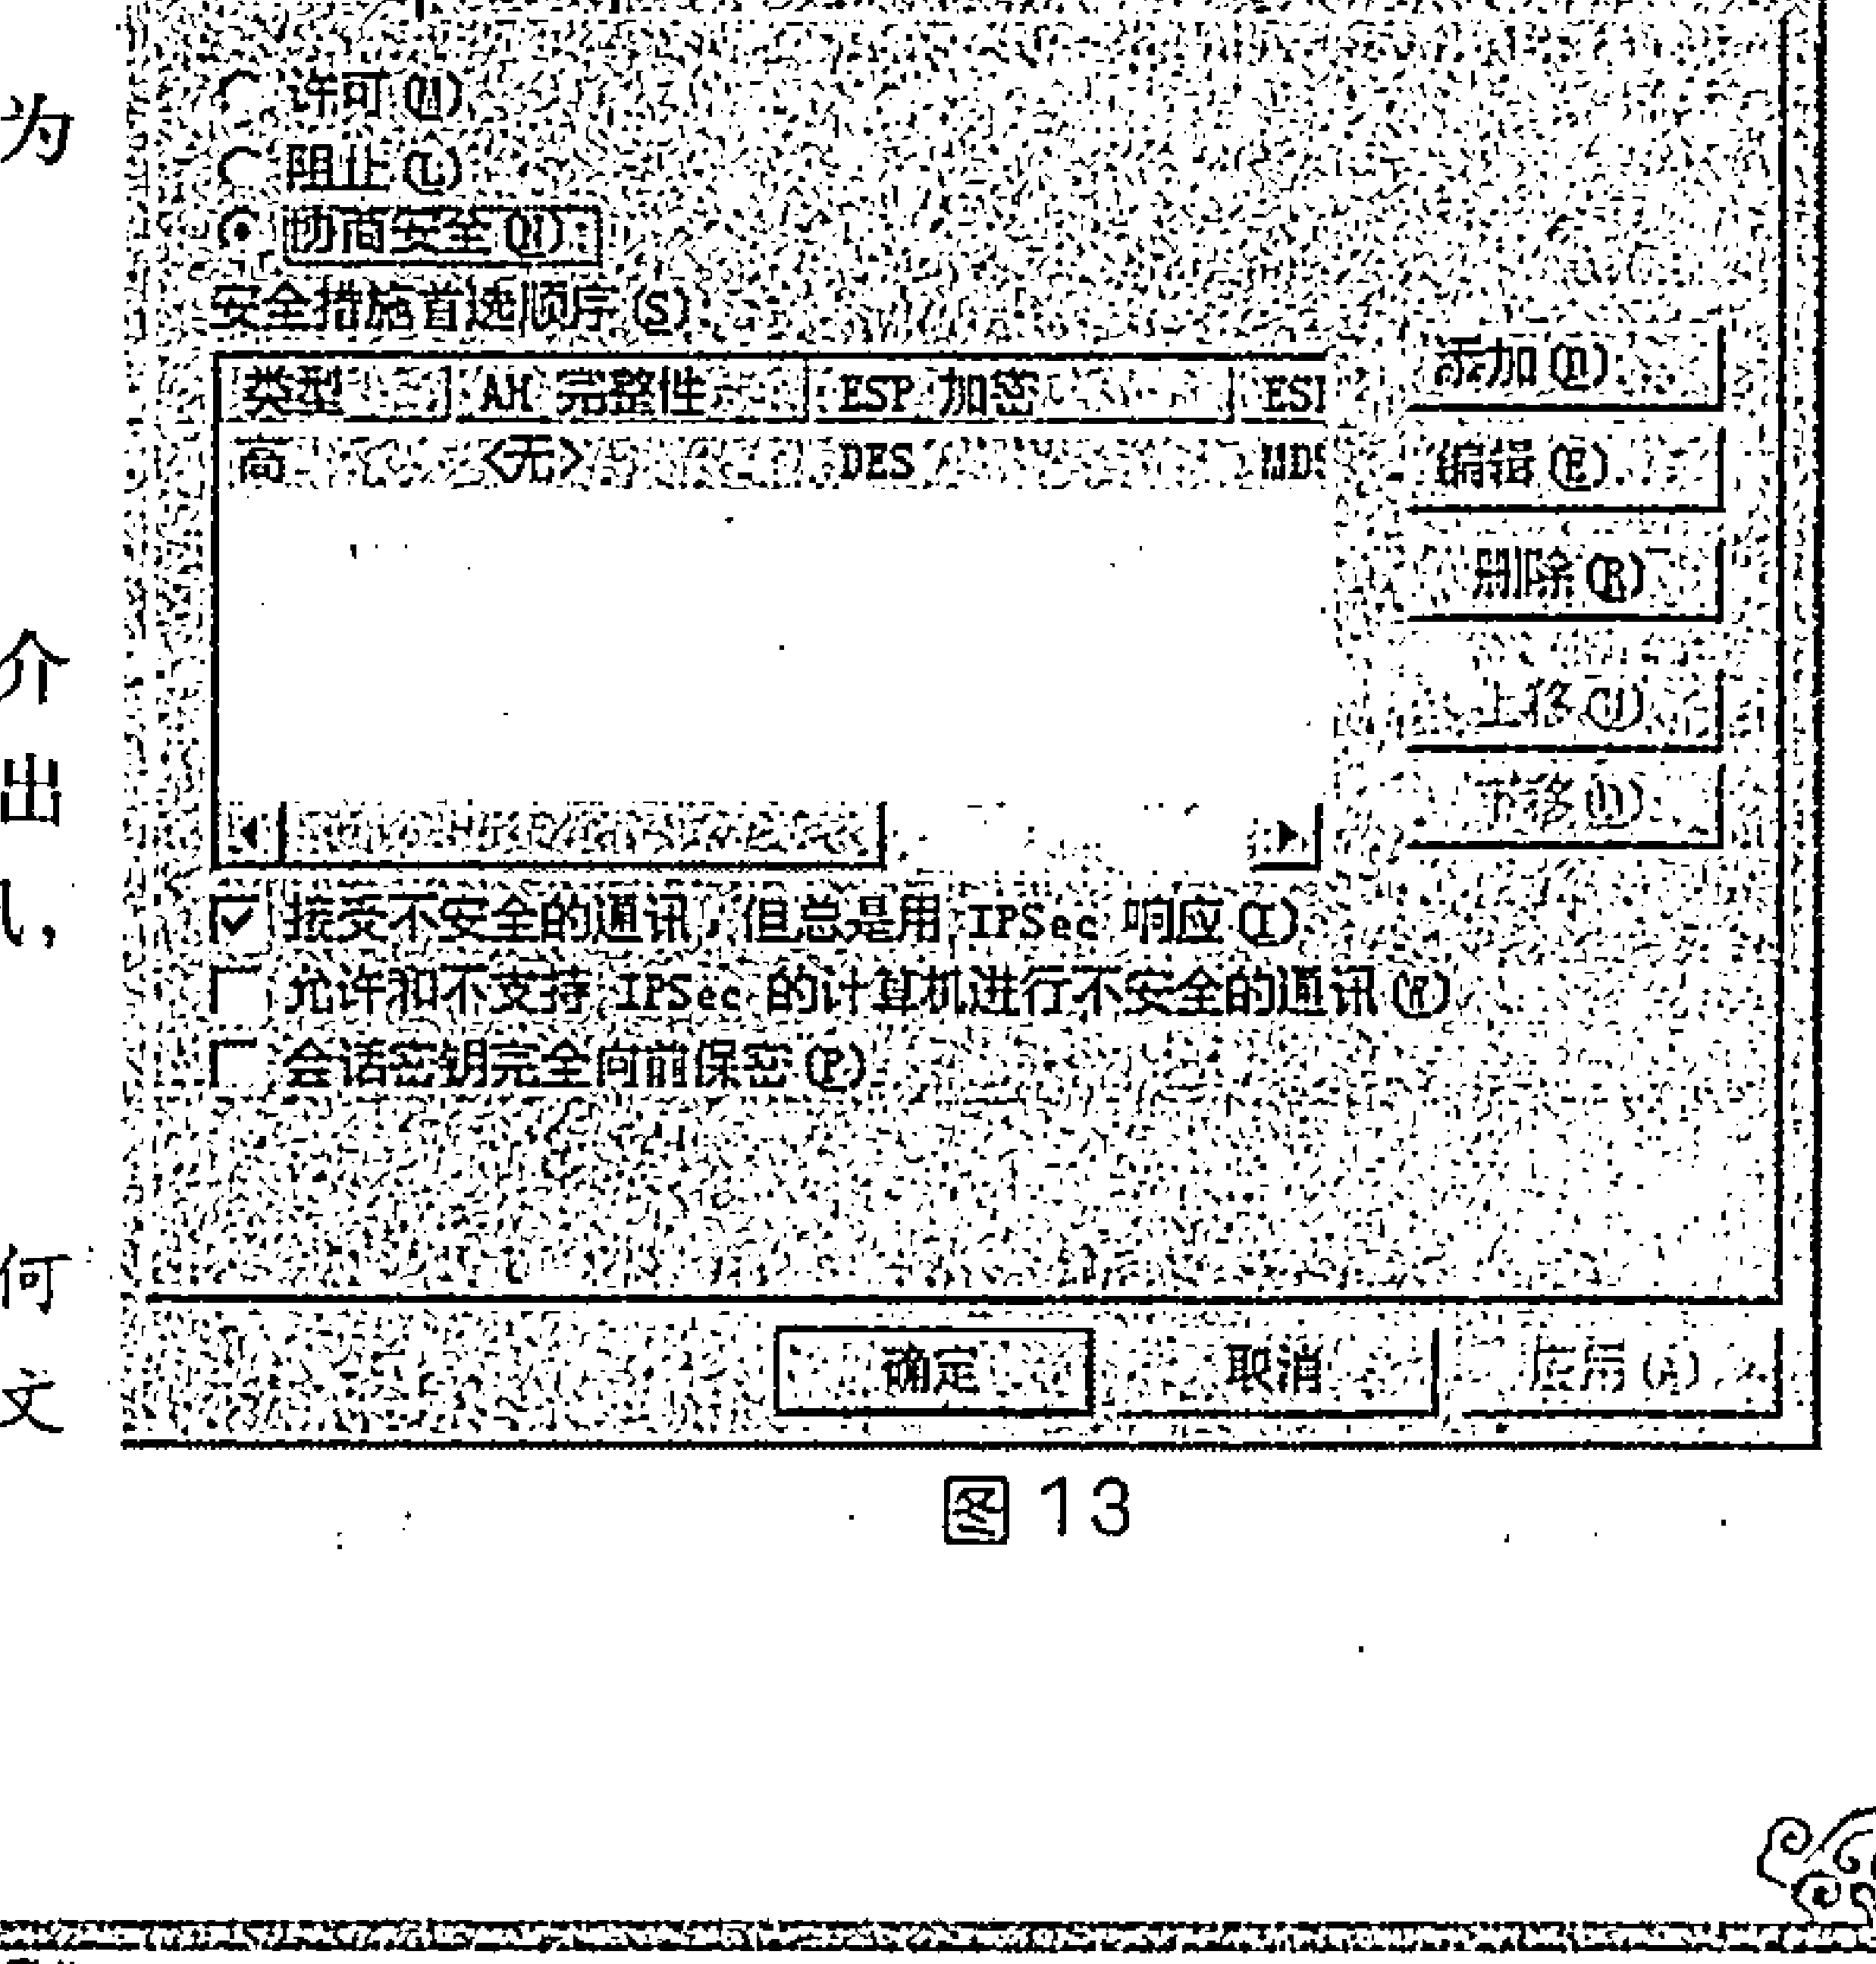 为
介
出
几，
何
文
许可(M)
阻止(L)
协商安全(N)
安全措施首选顺序(S):
类型 AH 完整性 ESP 加密 ESP
高 <无> DES MD5
添加(D)
编辑(E)
删除(R)
上移(U)
下移(N)
接受不安全的通讯，但总是用 IPSec 响应(I)
允许和不支持 IPSec 的计算机进行不安全的通讯(W)
会话密钥完全向前保密(P)
确定 取消 应用(A)
图 13